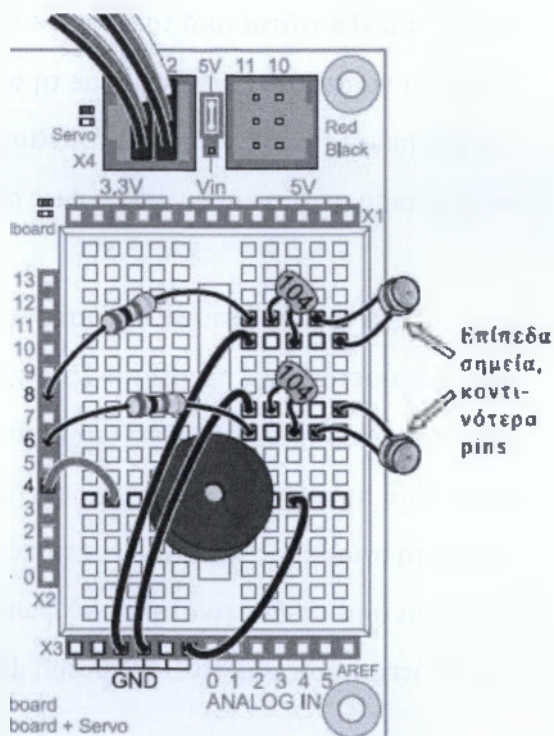 2 5V 11 10
Servo
X4
Red
Black
3.3V Vin 5V
X1
board
13
12
11
10
9
8
7
6
5
4
3
2
1
0
X2
104
104
Επίπεδα
σημεία,
κοντι-
νότερα
pins
X3
GND
0 1 2 3 4 5 AREF
ANALOG IN
board
board + Servo